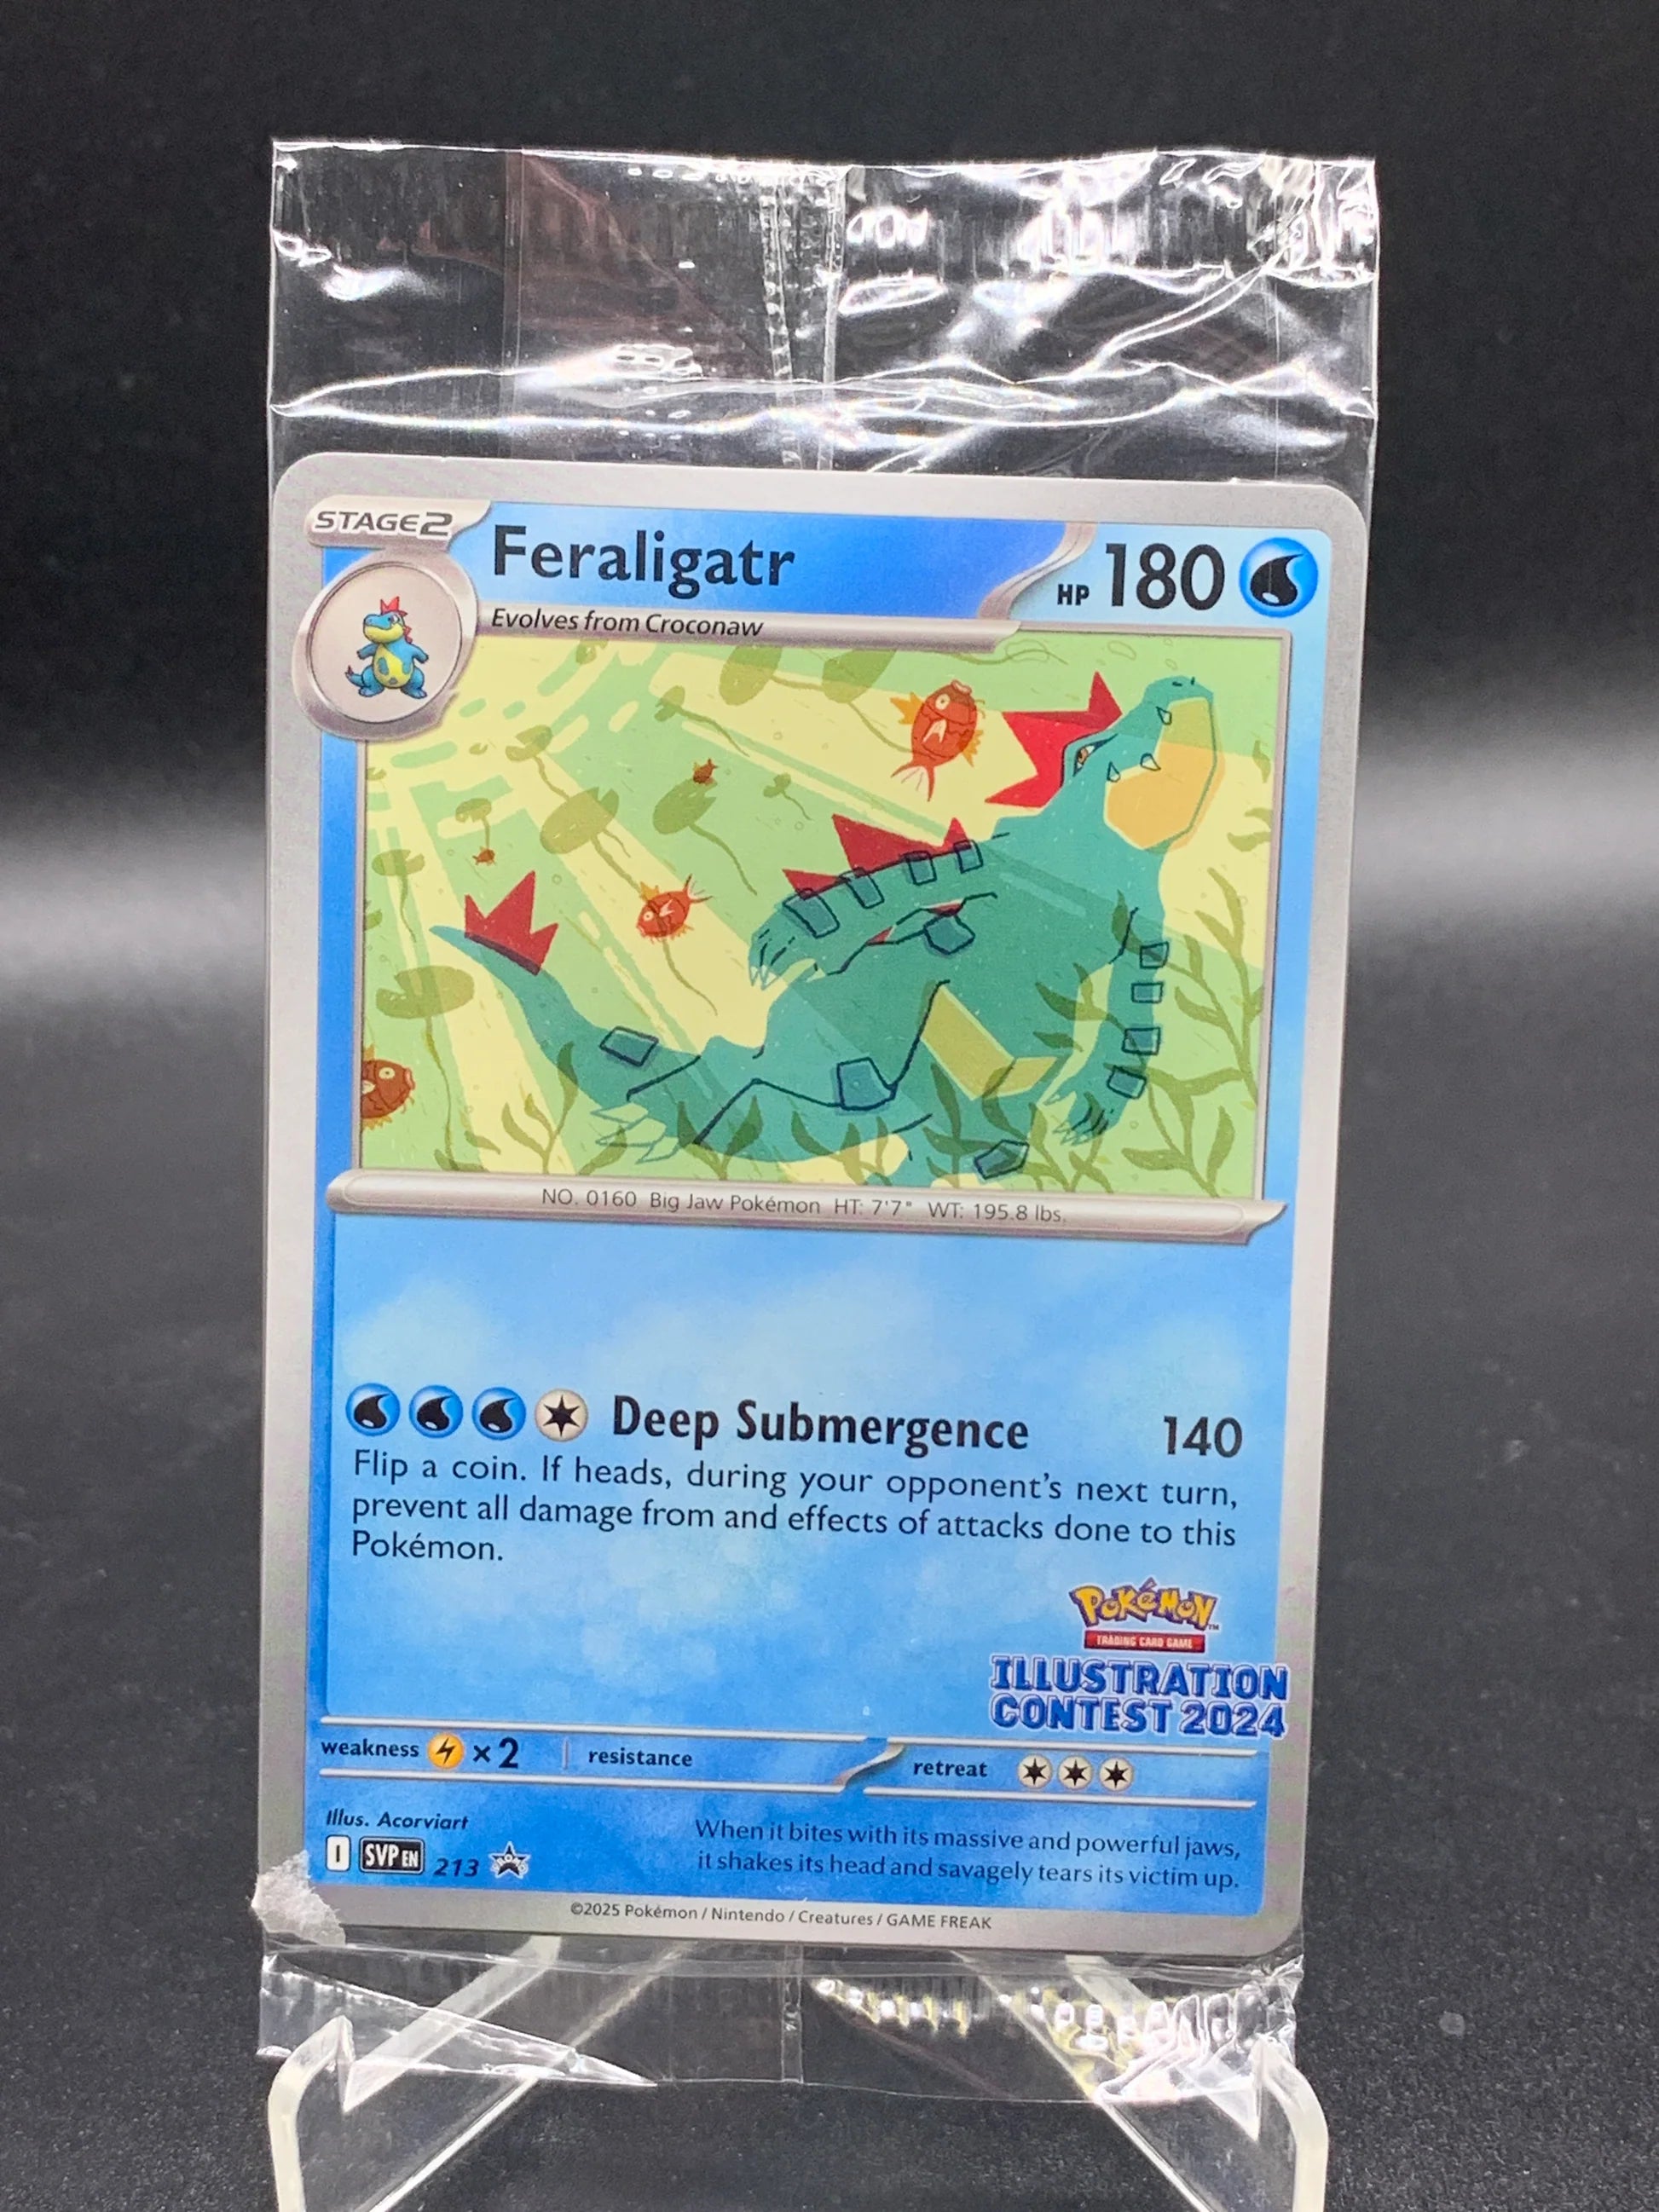 STAGE2
Feraligatr
HP 180
Evolves from Croconaw
NO. 0160 Big Jaw Pokémon HT: 7'7" WT: 195.8 lbs.
Deep Submergence 140
Flip a coin. If heads, during your opponent's next turn,
prevent all damage from and effects of attacks done to this
Pokémon.
POKéMON™
TRADING CARD GAME
ILLUSTRATION
CONTEST 2024
weakness ×2 resistance retreat
Illus. Acorviart
I SVP EN 213
When it bites with its massive and powerful jaws,
it shakes its head and savagely tears its victim up.
©2025 Pokémon / Nintendo / Creatures / GAME FREAK